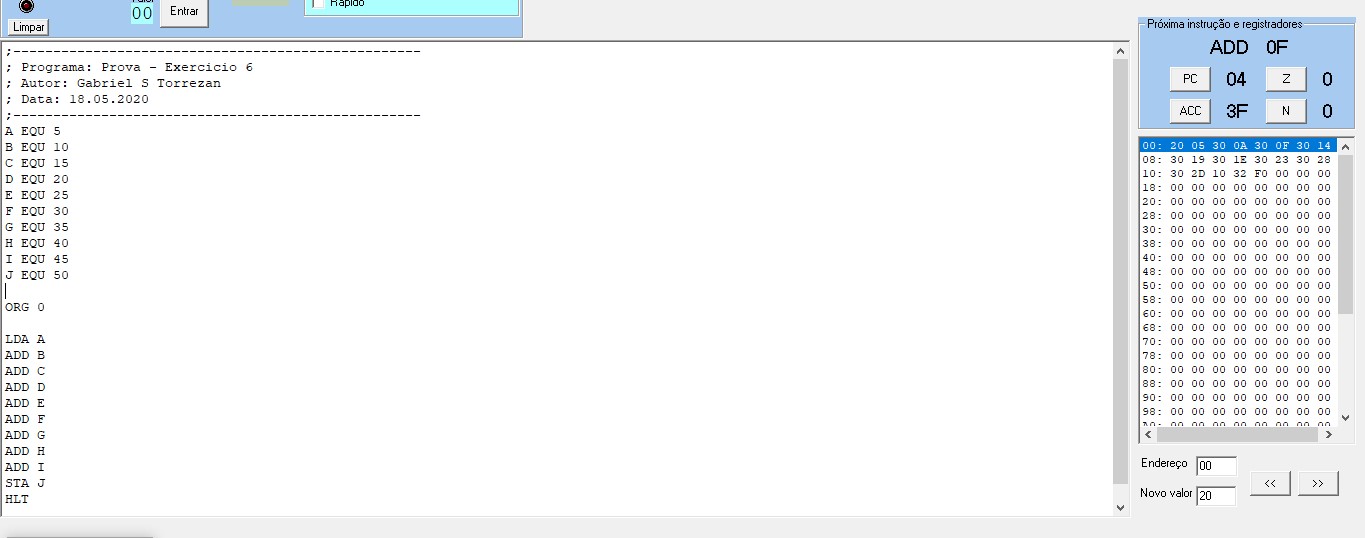 00
Entrar
Rápido
Limpar
;----------------------------------------------------
; Programa: Prova - Exercicio 6
; Autor: Gabriel S Torrezan
; Data: 18.05.2020
;----------------------------------------------------
A EQU 5
B EQU 10
C EQU 15
D EQU 20
E EQU 25
F EQU 30
G EQU 35
H EQU 40
I EQU 45
J EQU 50
ORG 0
LDA A
ADD B
ADD C
ADD D
ADD E
ADD F
ADD G
ADD H
ADD I
STA J
HLT
Próxima instrução e registradores
ADD 0F
PC 04 Z 0
ACC 3F N 0
00: 20 05 30 0A 30 0F 30 14
08: 30 19 30 1E 30 23 30 28
10: 30 2D 10 32 F0 00 00 00
18: 00 00 00 00 00 00 00 00
20: 00 00 00 00 00 00 00 00
28: 00 00 00 00 00 00 00 00
30: 00 00 00 00 00 00 00 00
38: 00 00 00 00 00 00 00 00
40: 00 00 00 00 00 00 00 00
48: 00 00 00 00 00 00 00 00
50: 00 00 00 00 00 00 00 00
58: 00 00 00 00 00 00 00 00
60: 00 00 00 00 00 00 00 00
68: 00 00 00 00 00 00 00 00
70: 00 00 00 00 00 00 00 00
78: 00 00 00 00 00 00 00 00
80: 00 00 00 00 00 00 00 00
88: 00 00 00 00 00 00 00 00
90: 00 00 00 00 00 00 00 00
98: 00 00 00 00 00 00 00 00
Endereço 00
<< >>
Novo valor 20